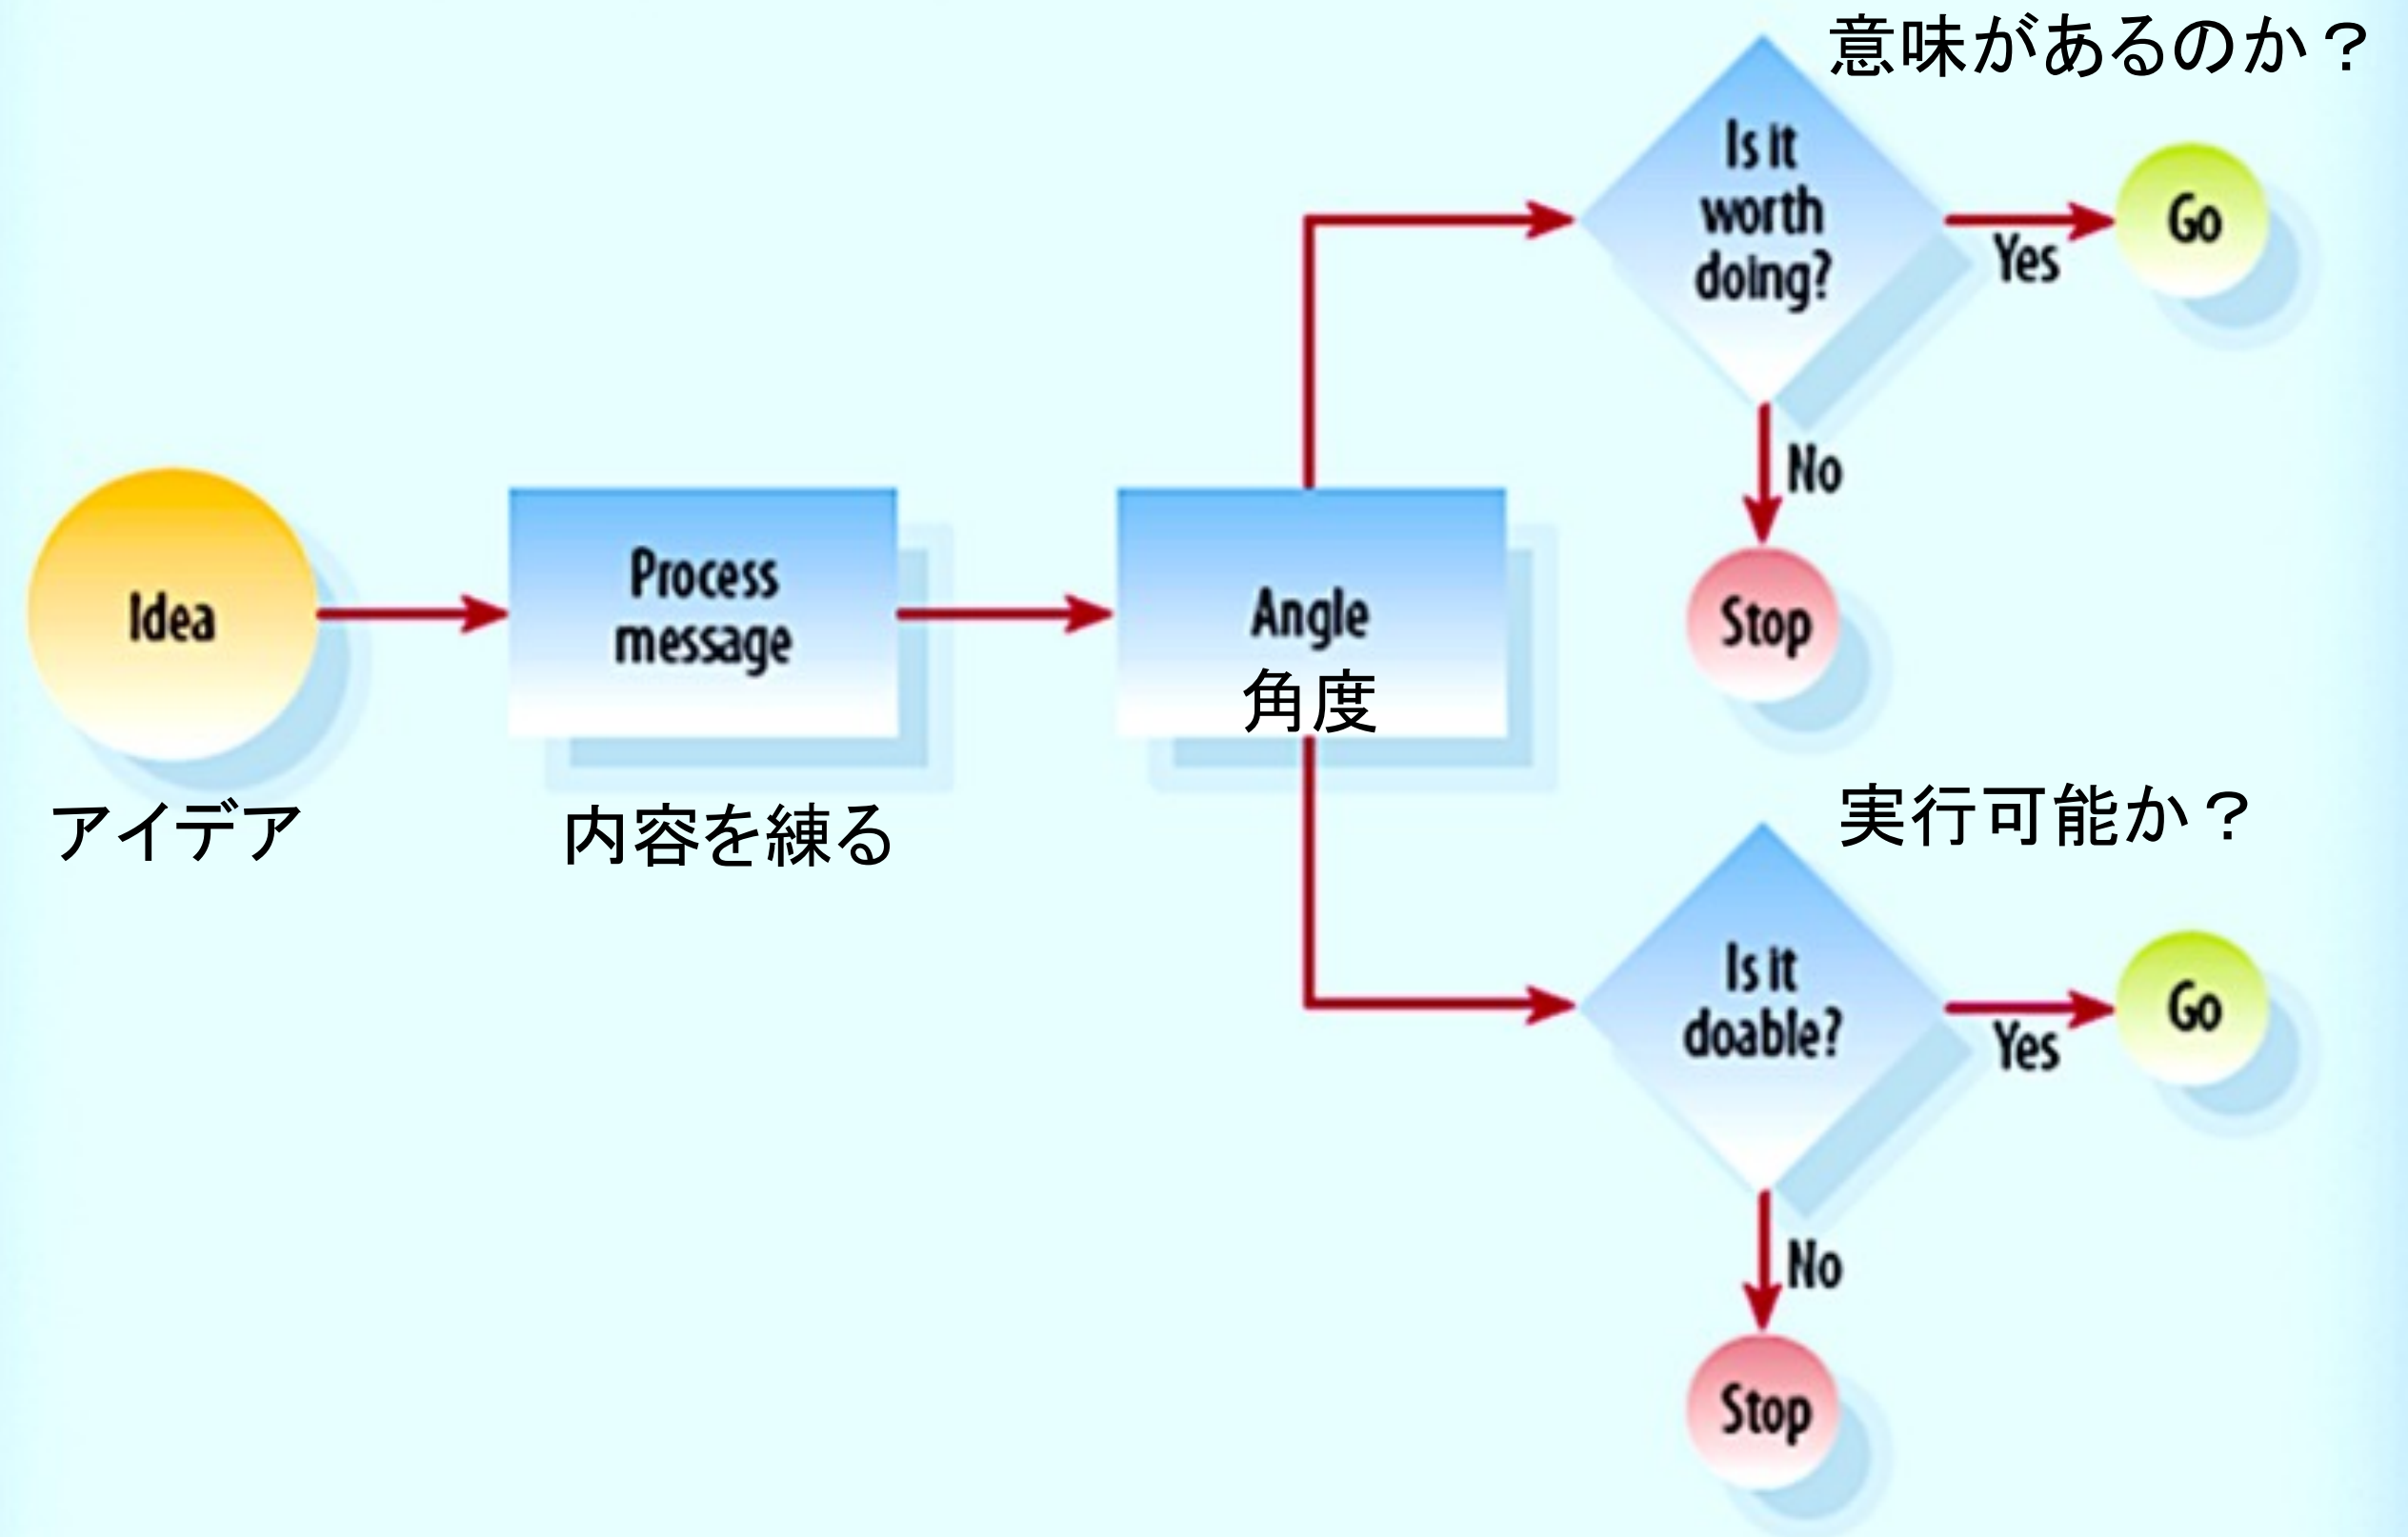 意味があるのか？
Is it
worth
doing?
Yes
Go
No
Stop
Idea
アイデア
Process
message
内容を練る
Angle
角度
実行可能か？
Is it
doable?
Yes
Go
No
Stop